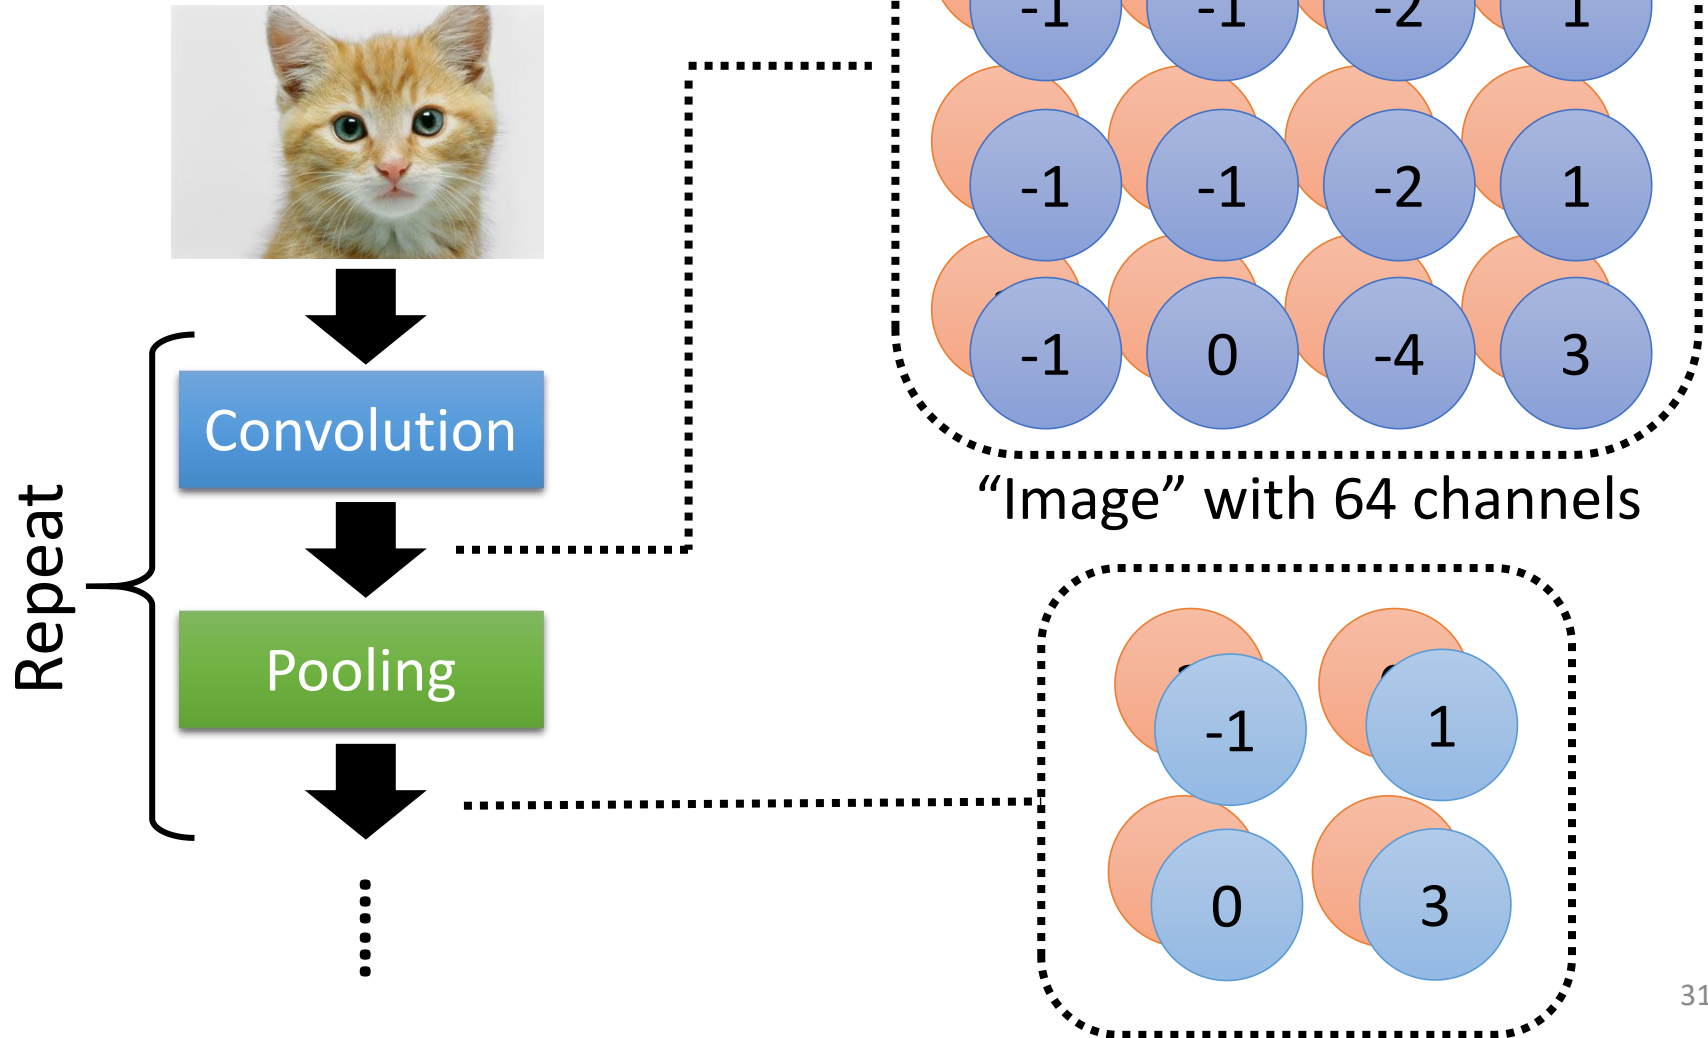 -1 -1 -2 1
-1 -1 -2 1
-1 0 -4 3
“Image” with 64 channels
Convolution
Repeat
Pooling
-1 1
0 3
31